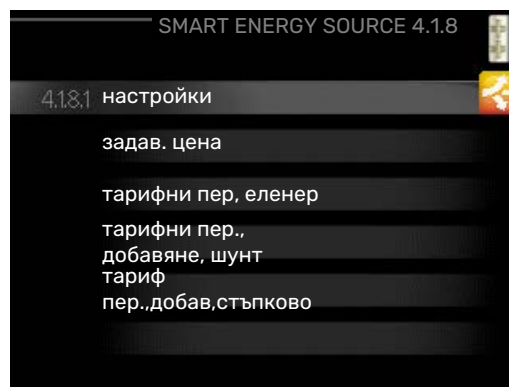 SMART ENERGY SOURCE 4.1.8
4.1.8.1 настройки
задав. цена
тарифни пер, еленер
тарифни пер.,
добавяне, шунт
тариф
пер.,добав,стъпково